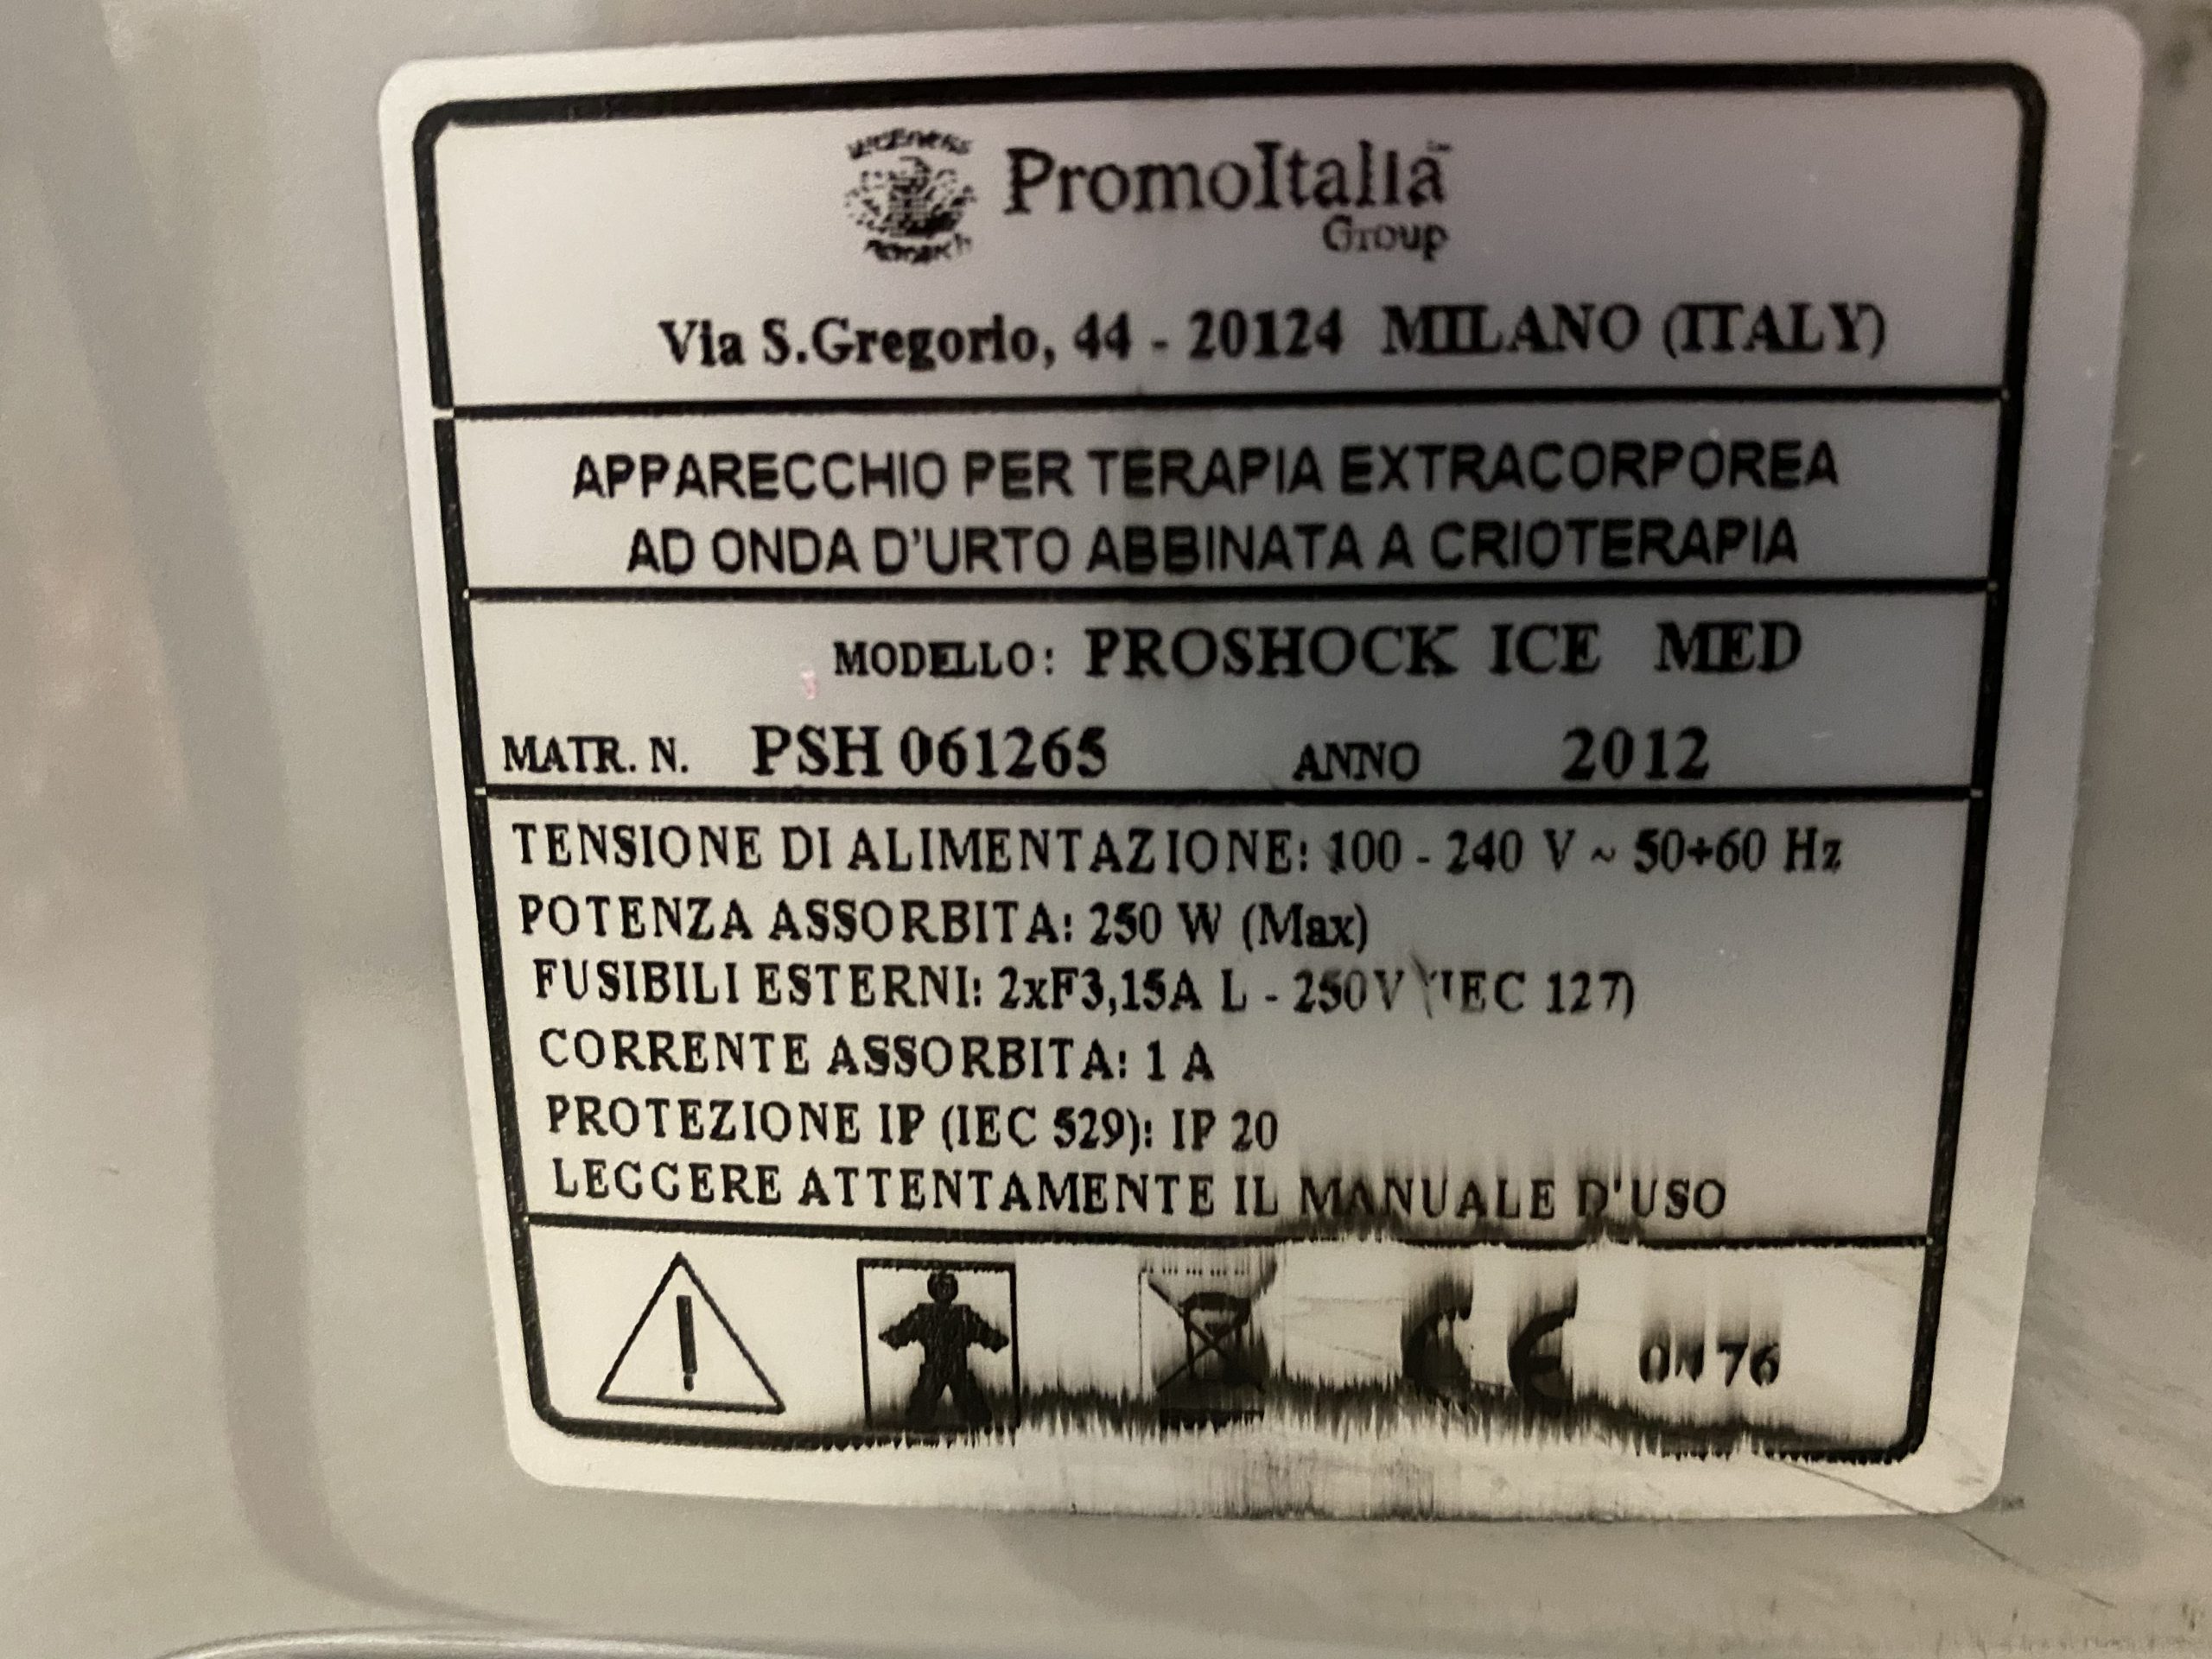 PromoItalia
Group
Via S.Gregorio, 44 - 20124 MILANO (ITALY)
APPARECCHIO PER TERAPIA EXTRACORPOREA
AD ONDA D'URTO ABBINATA A CRIOTERAPIA
MODELLO: PROSHOCK ICE MED
MATR. N. PSH 061265 ANNO 2012
TENSIONE DI ALIMENTAZIONE: 100 - 240 V ~ 50+60 Hz
POTENZA ASSORBITA: 250 W (Max)
FUSIBILI ESTERNI: 2xF3,15A L - 250V (IEC 127)
CORRENTE ASSORBITA: 1 A
PROTEZIONE IP (IEC 529): IP 20
LEGGERE ATTENTAMENTE IL MANUALE D'USO
CE